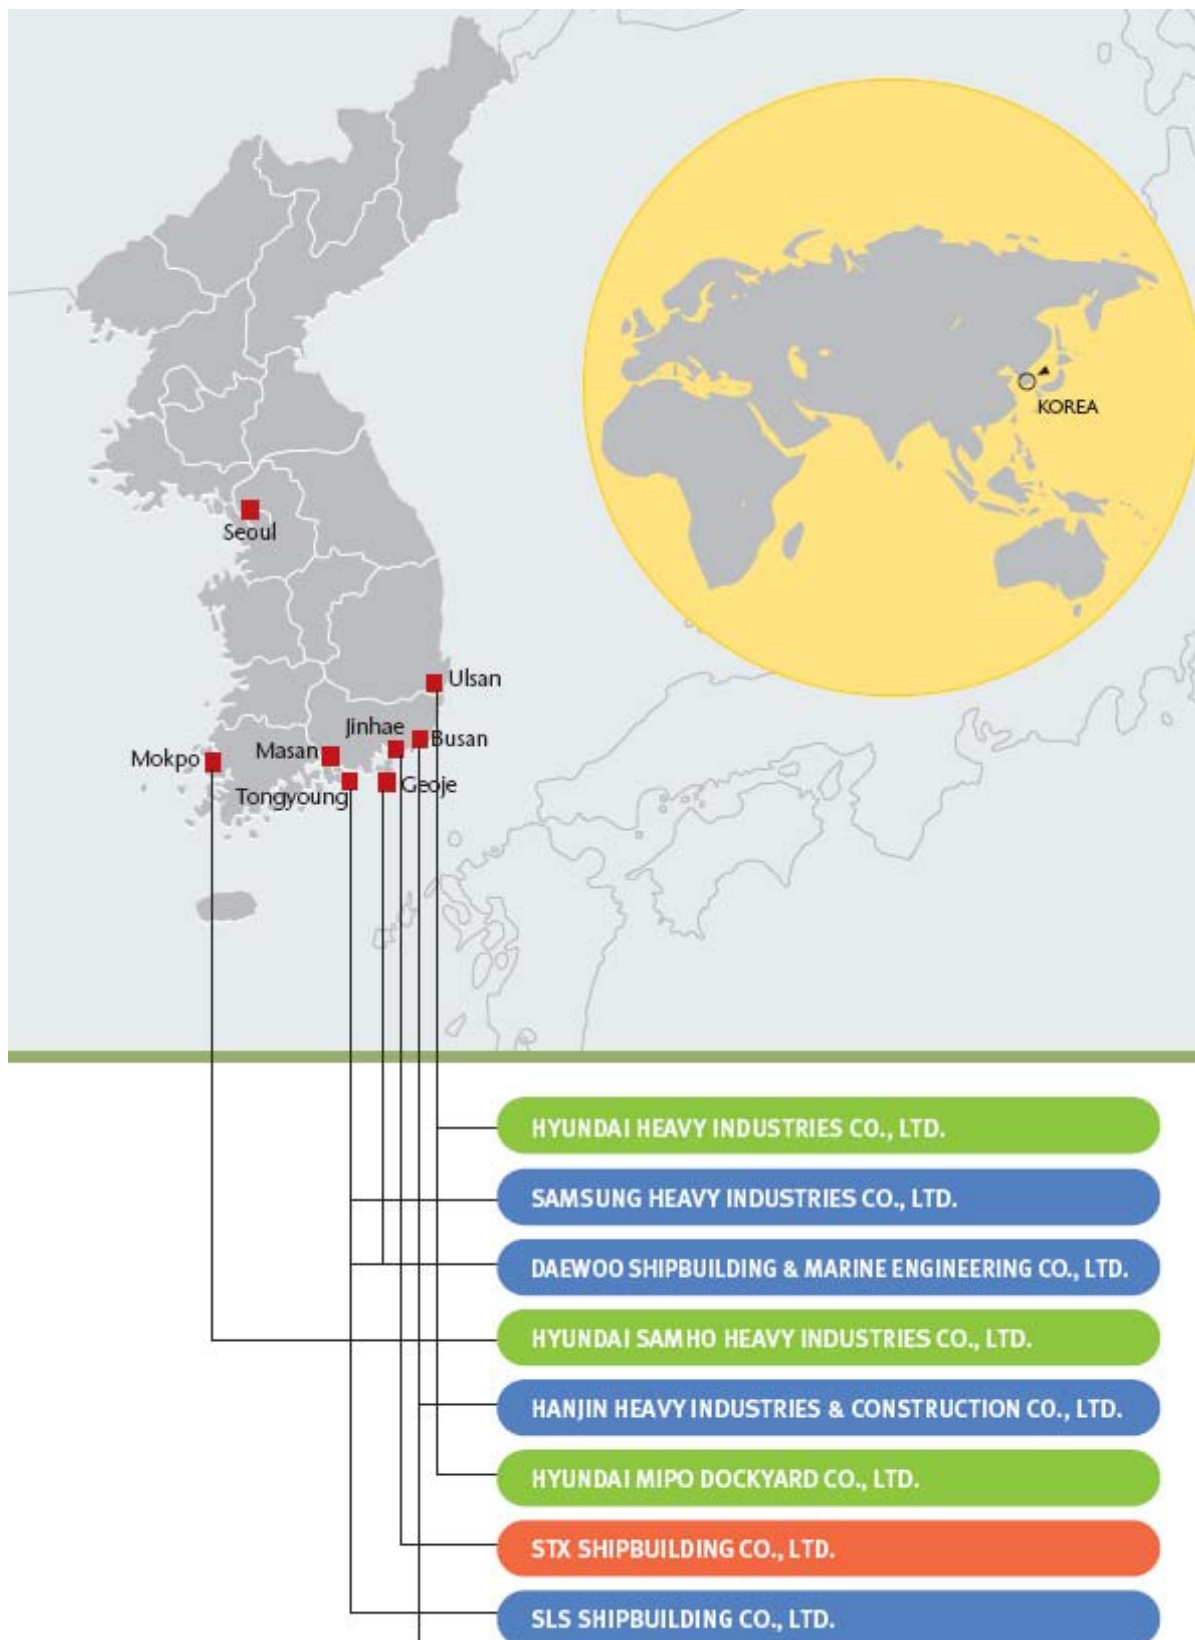 KOREA
Seoul
Ulsan
Jinhae
Busan
Masan
Mokpo
Geoje
Tongyoung
HYUNDAI HEAVY INDUSTRIES CO., LTD.
SAMSUNG HEAVY INDUSTRIES CO., LTD.
DAEWOO SHIPBUILDING & MARINE ENGINEERING CO., LTD.
HYUNDAI SAMHO HEAVY INDUSTRIES CO., LTD.
HANJIN HEAVY INDUSTRIES & CONSTRUCTION CO., LTD.
HYUNDAI MIPO DOCKYARD CO., LTD.
STX SHIPBUILDING CO., LTD.
SLS SHIPBUILDING CO., LTD.